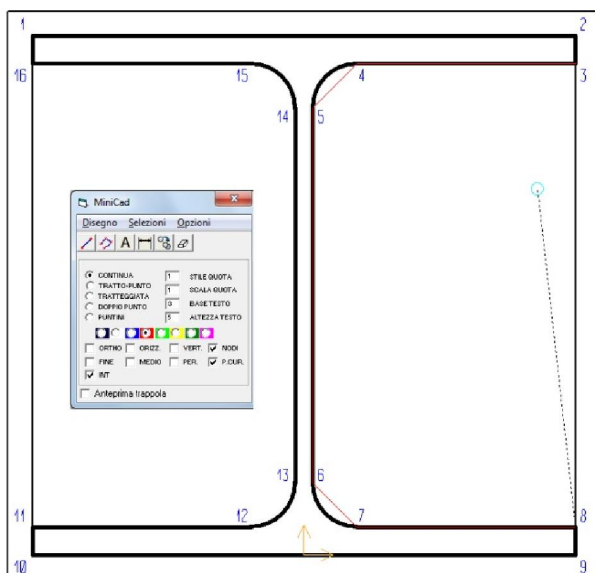 1 2
16 15 4 3
14 5
MiniCad
Disegno Selezioni Opzioni
A
CONTINUA 1 STILE QUOTA
TRATTO-PUNTO 1 SCALA QUOTA
TRATTEGGIATA 0 BASE TESTO
DOPPIO PUNTO 5 ALTEZZA TESTO
PUNTINI
ORTHO ORIZZ. VERT. NODI
FINE MEDIO PER. P.CUR.
INT
Anteprima trappola
13 6
11 12 7 8
10 9